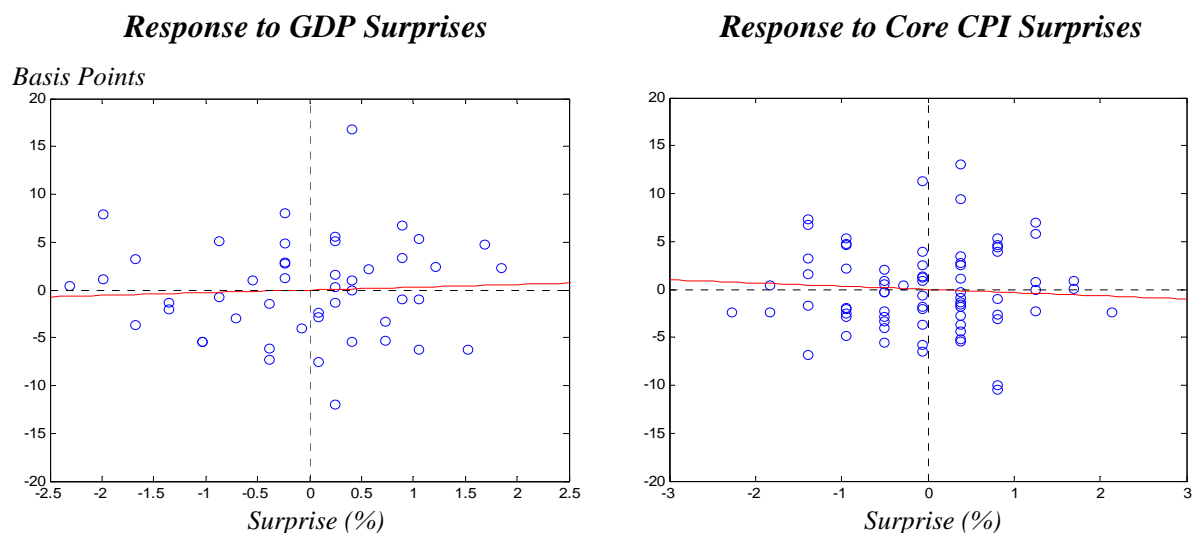 Response to GDP Surprises
Basis Points
20
15
10
5
0
-5
-10
-15
-20
-2.5 -2 -1.5 -1 -0.5 0 0.5 1 1.5 2 2.5
Surprise (%)
Response to Core CPI Surprises
20
15
10
5
0
-5
-10
-15
-20
-3 -2 -1 0 1 2 3
Surprise (%)